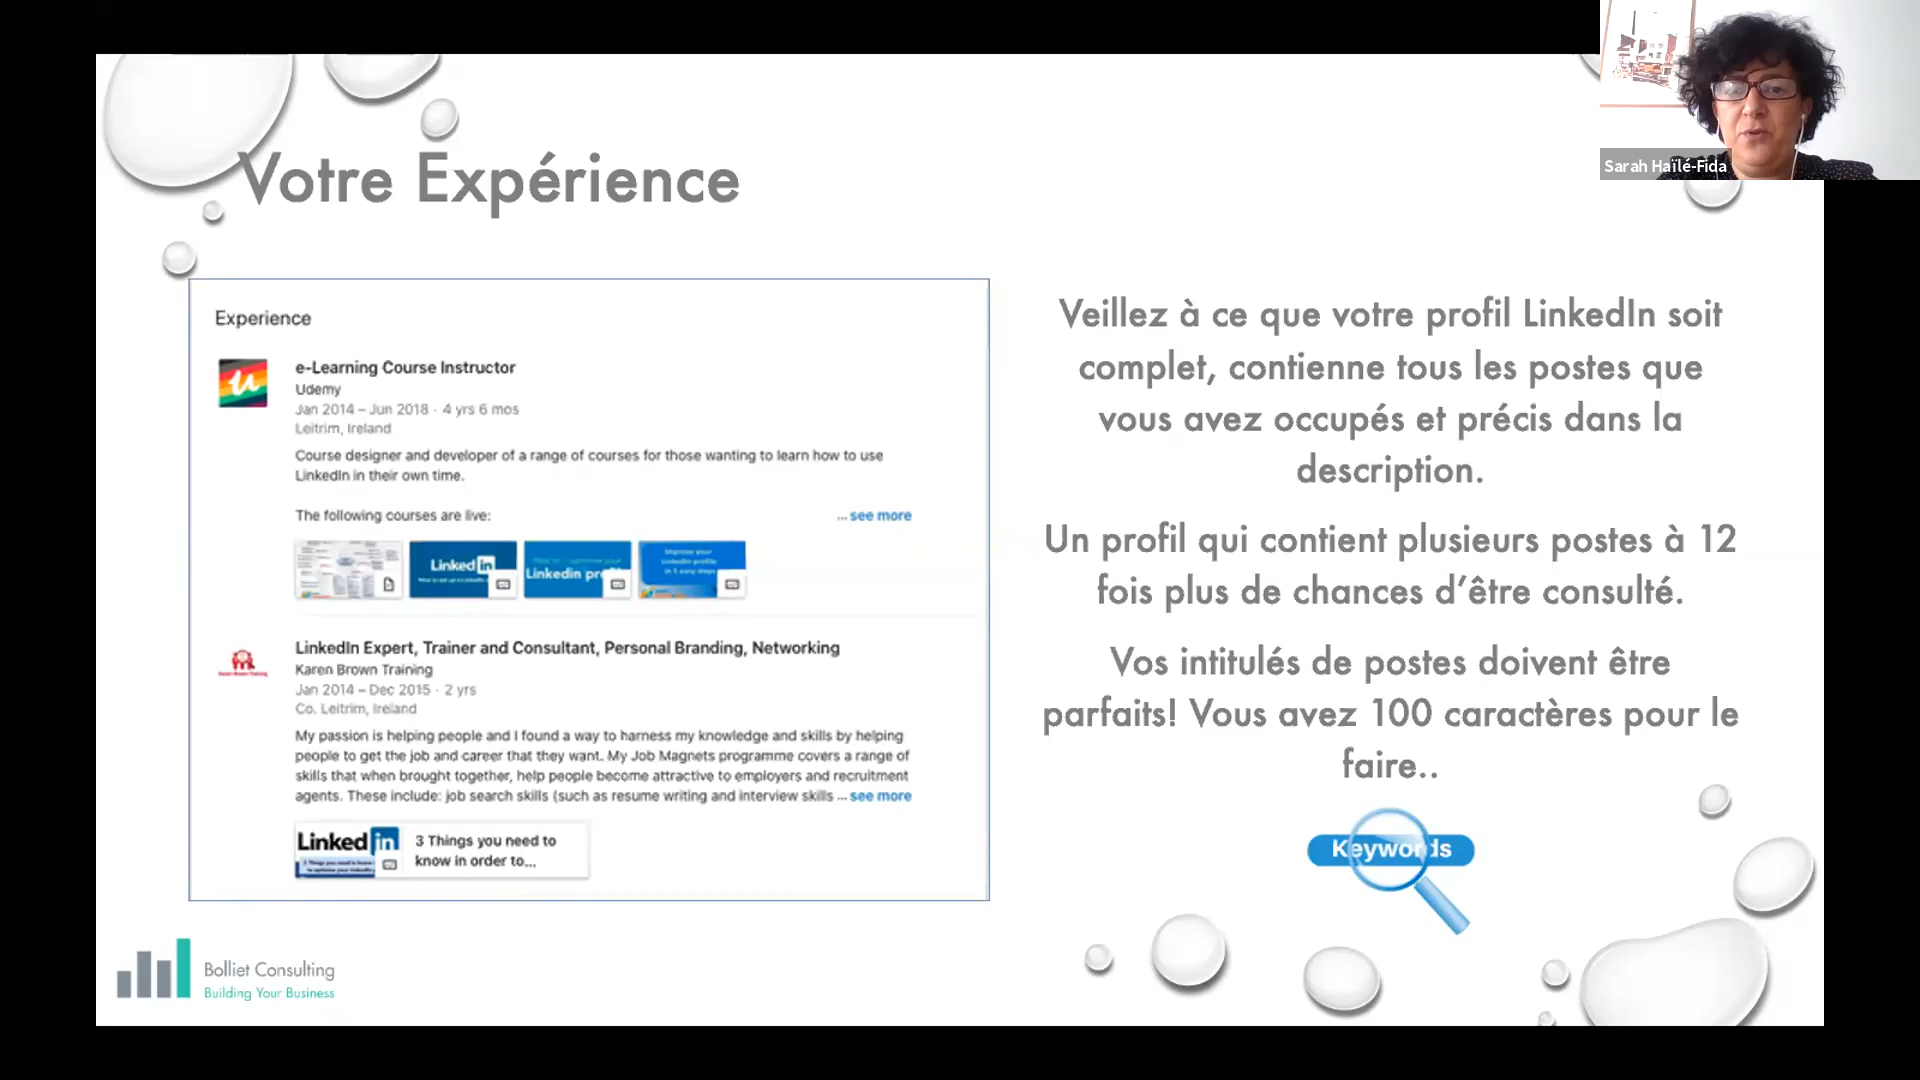 Sarah Haïlé-Fida
Votre Expérience
Experience
e-Learning Course Instructor
Udemy
Jan 2014 – Jun 2018 · 4 yrs 6 mos
Leitrim, Ireland
Course designer and developer of a range of courses for those wanting to learn how to use
LinkedIn in their own time.
The following courses are live:
... see more
Linked in
Linkedin
LinkedIn Expert, Trainer and Consultant, Personal Branding, Networking
Karen Brown Training
Jan 2014 – Dec 2015 · 2 yrs
Co. Leitrim, Ireland
My passion is helping people and I found a way to harness my knowledge and skills by helping
people to get the job and career that they want. My Job Magnets programme covers a range of
skills that when brought together, help people become attractive to employers and recruitment
agents. These include: job search skills (such as resume writing and interview skills ... see more
Linked in
3 Things you need to
know in order to...
Veillez à ce que votre profil LinkedIn soit
complet, contienne tous les postes que
vous avez occupés et précis dans la
description.
Un profil qui contient plusieurs postes à 12
fois plus de chances d’être consulté.
Vos intitulés de postes doivent être
parfaits! Vous avez 100 caractères pour le
faire..
Keywords
Bolliet Consulting
Building Your Business